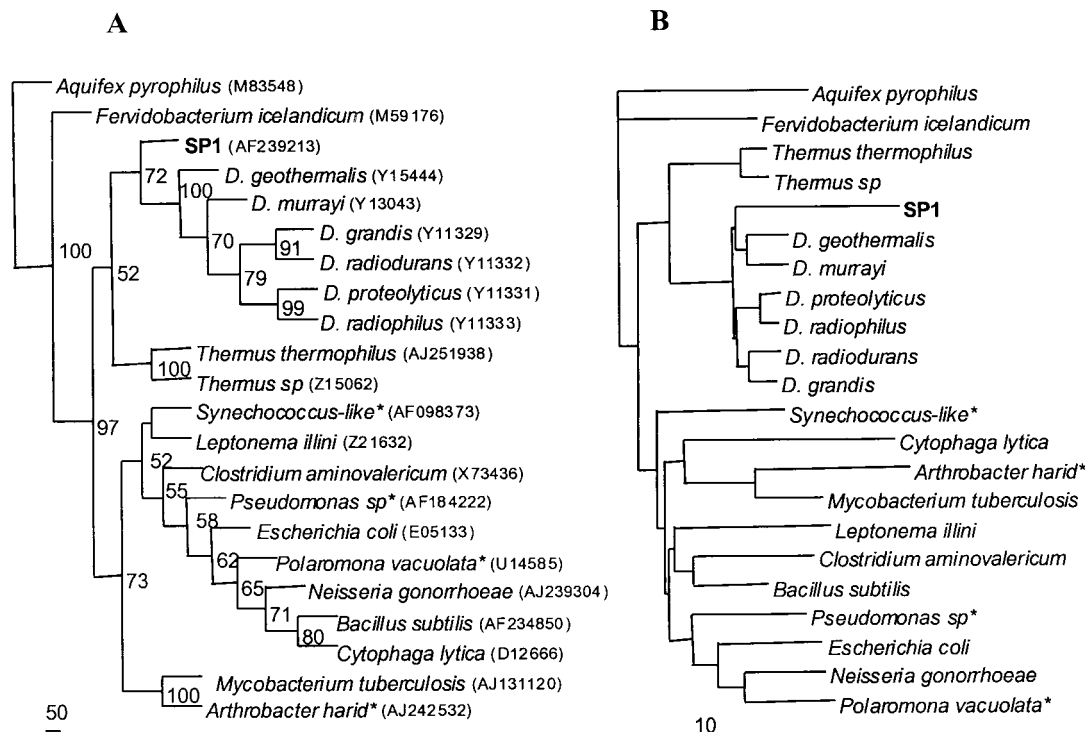 A
Aquifex pyrophilus (M83548)
Fervidobacterium icelandicum (M59176)
SP1 (AF239213)
72
100
D. geothermalis (Y15444)
D. murrayi (Y13043)
70
D. grandis (Y11329)
91
D. radiodurans (Y11332)
79
D. proteolyticus (Y11331)
99
D. radiophilus (Y11333)
100
52
Thermus thermophilus (AJ251938)
100
Thermus sp (Z15062)
97
Synechococcus-like* (AF098373)
Leptonema illini (Z21632)
52
Clostridium aminovalericum (X73436)
55
Pseudomonas sp* (AF184222)
58
Escherichia coli (E05133)
62
Polaromona vacuolata* (U14585)
65
Neisseria gonorrhoeae (AJ239304)
71
Bacillus subtilis (AF234850)
80
Cytophaga lytica (D12666)
73
Mycobacterium tuberculosis (AJ131120)
100
Arthrobacter harid* (AJ242532)
50
B
Aquifex pyrophilus
Fervidobacterium icelandicum
Thermus thermophilus
Thermus sp
SP1
D. geothermalis
D. murrayi
D. proteolyticus
D. radiophilus
D. radiodurans
D. grandis
Synechococcus-like*
Cytophaga lytica
Arthrobacter harid*
Mycobacterium tuberculosis
Leptonema illini
Clostridium aminovalericum
Bacillus subtilis
Pseudomonas sp*
Escherichia coli
Neisseria gonorrhoeae
Polaromona vacuolata*
10